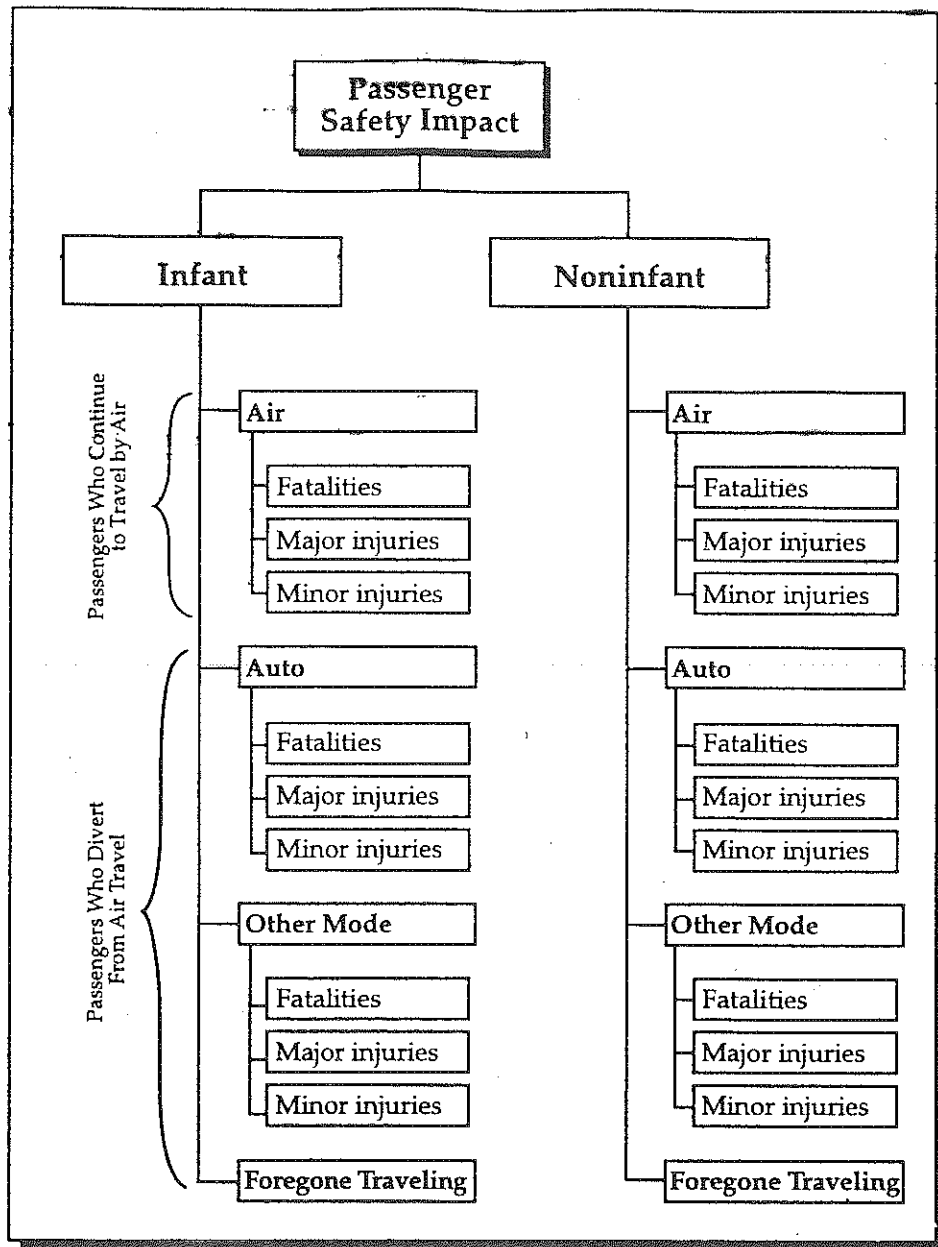 Passenger
Safety Impact
Infant
Noninfant
Passengers Who Continue
to Travel by Air
Air
Fatalities
Major injuries
Minor injuries
Air
Fatalities
Major injuries
Minor injuries
Passengers Who Divert
From Air Travel
Auto
Fatalities
Major injuries
Minor injuries
Other Mode
Fatalities
Major injuries
Minor injuries
Foregone Traveling
Auto
Fatalities
Major injuries
Minor injuries
Other Mode
Fatalities
Major injuries
Minor injuries
Foregone Traveling